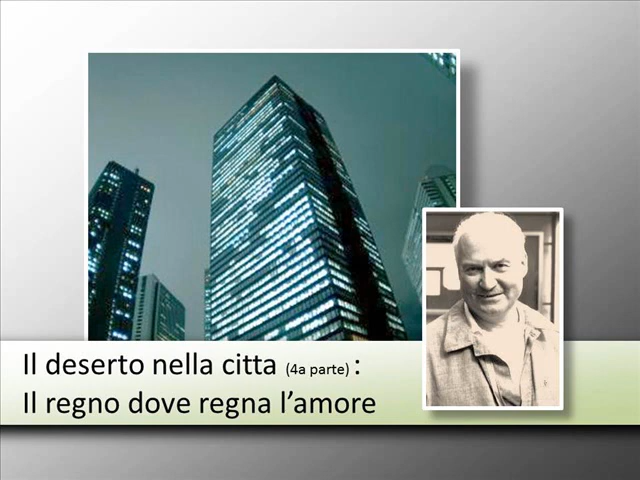 Il deserto nella citta (4a parte) :
Il regno dove regna l’amore